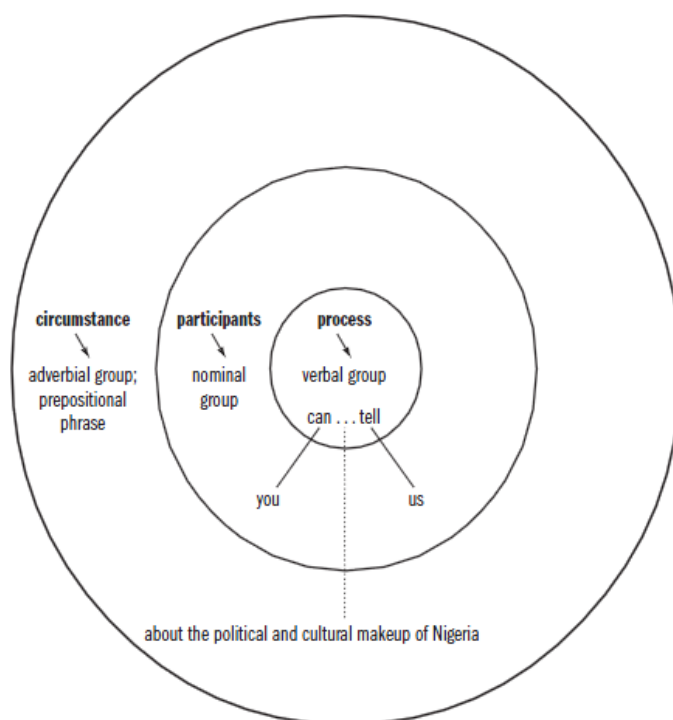 circumstance
adverbial group;
prepositional
phrase
participants
nominal
group
process
verbal group
can . . . tell
you
us
about the political and cultural makeup of Nigeria